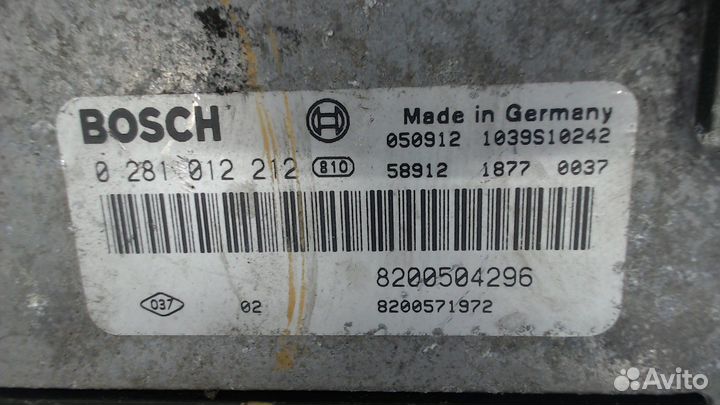 BOSCH Made in Germany
050912 1039S10242
0 281 012 212 810 58912 1877 0037
8200504296
037 02 8200571972
Avito